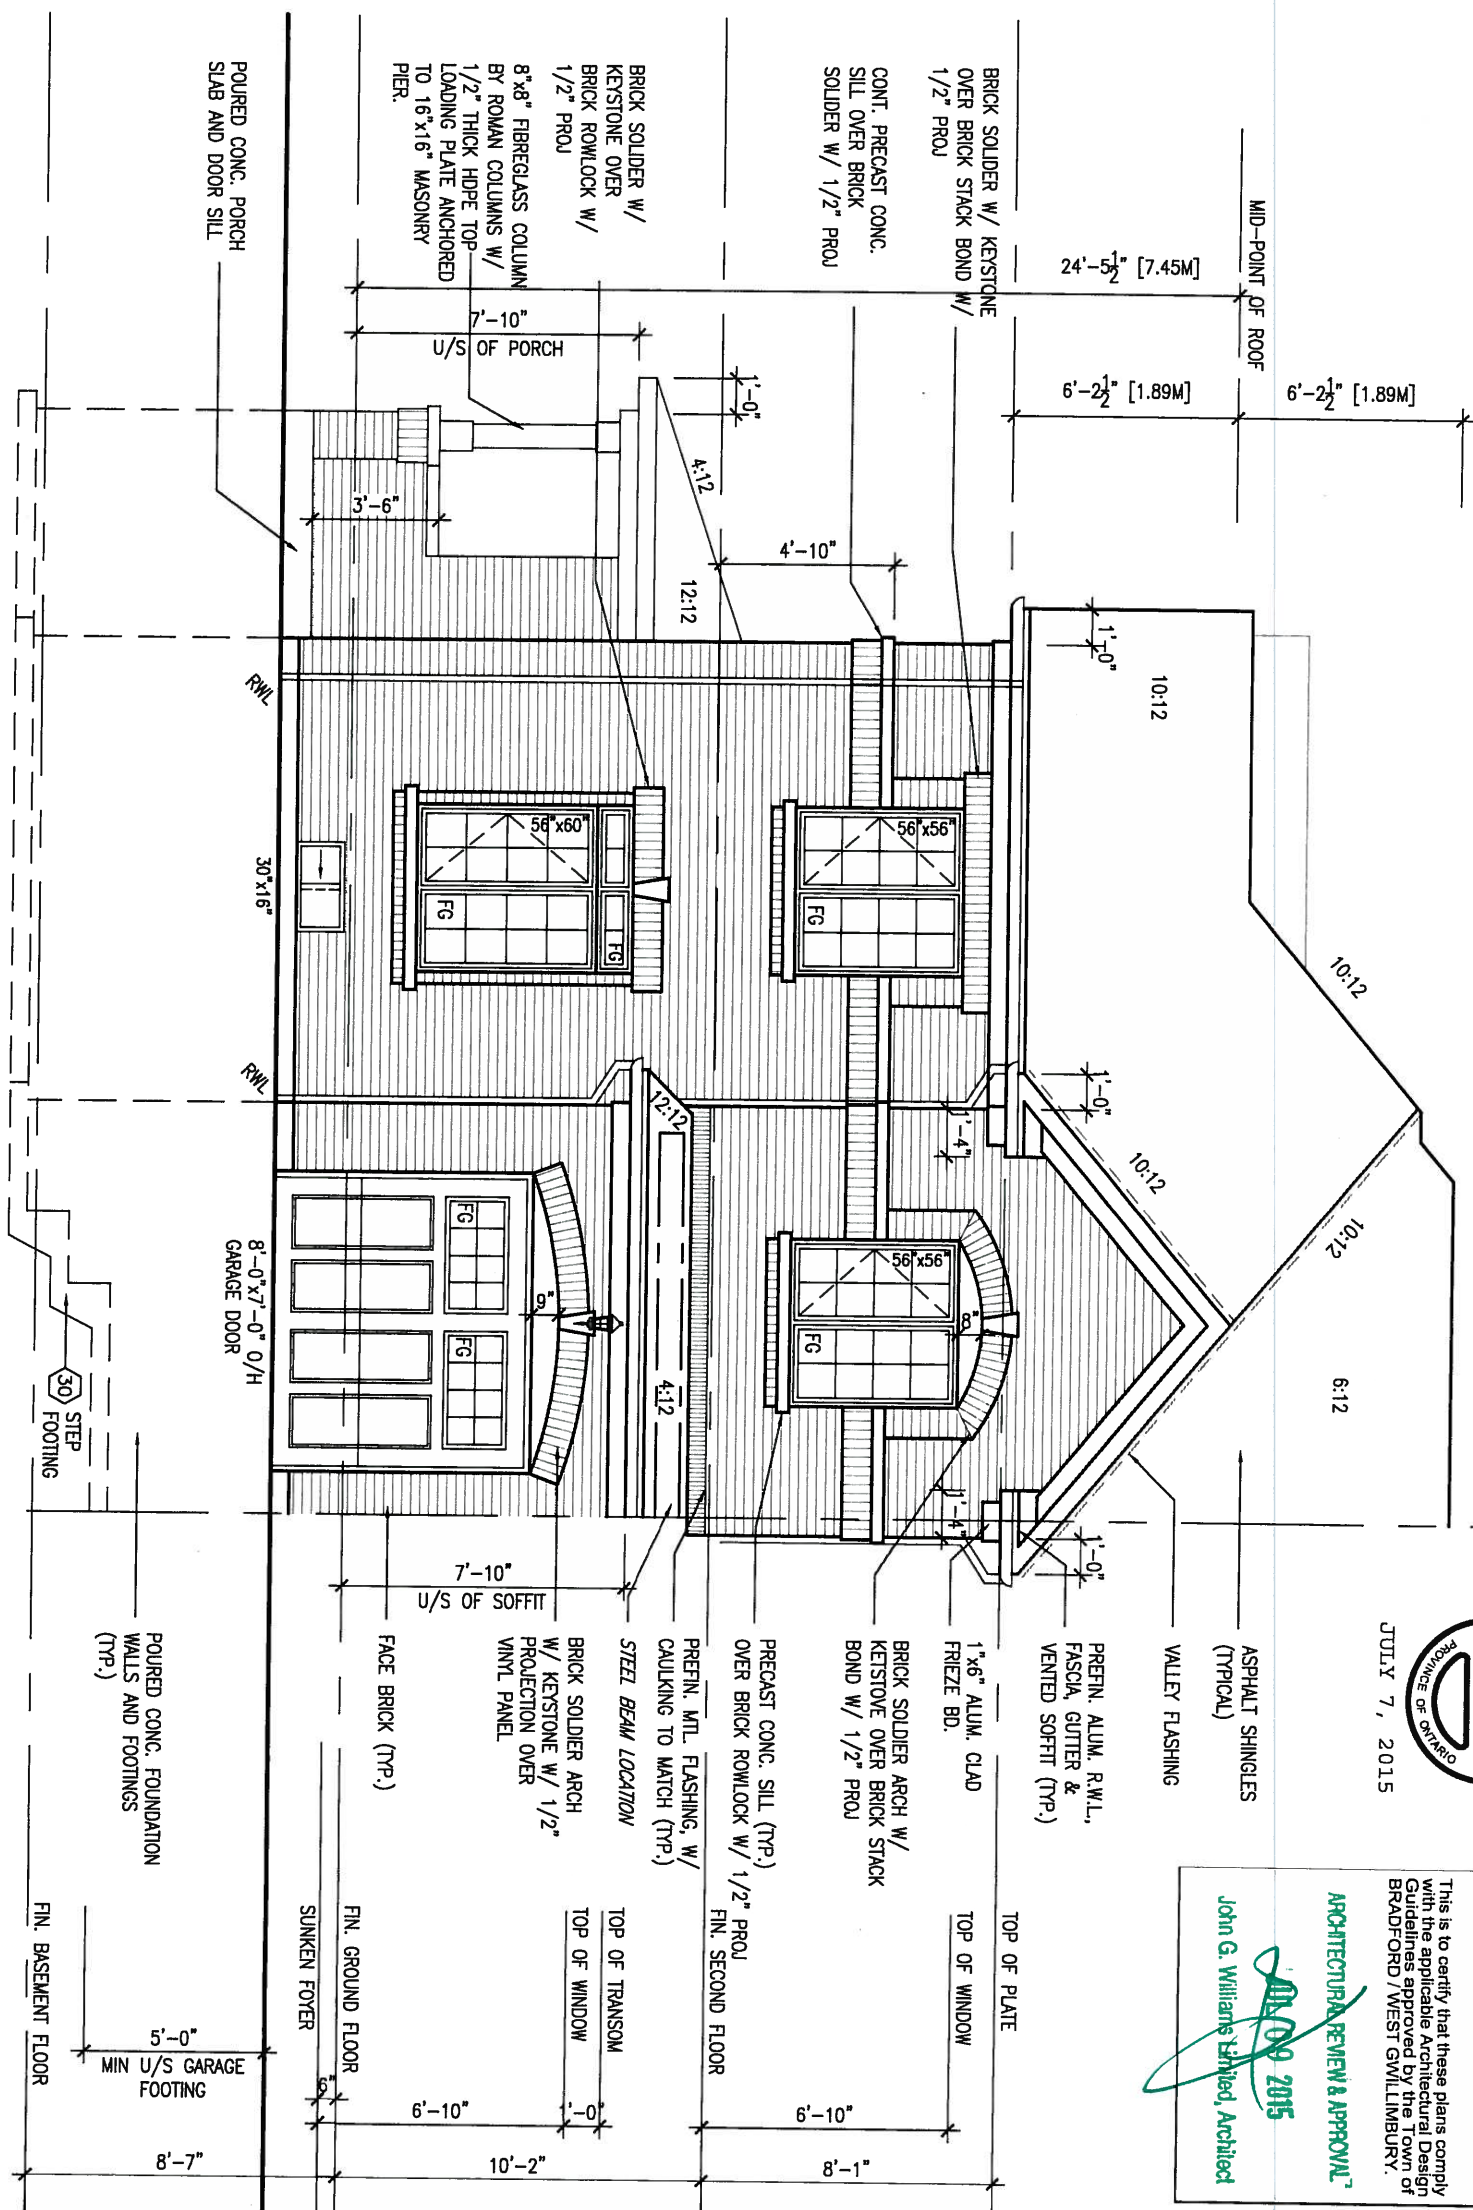 MID-POINT OF ROOF
24'-5½" [7.45M]
6'-2½" [1.89M]
6'-2½" [1.89M]
BRICK SOLIDER W/ KEYSTONE
OVER BRICK STACK BOND W/
1/2" PROJ
CONT. PRECAST CONC.
SILL OVER BRICK
SOLIDER W/ 1/2" PROJ
BRICK SOLIDER W/
KEYSTONE OVER
BRICK ROWLOCK W/
1/2" PROJ
8"x8" FIBREGLASS COLUMN
BY ROMAN COLUMNS W/
1/2" THICK HDPE TOP
LOADING PLATE ANCHORED
TO 16"x16" MASONRY
PIER.
POURED CONC. PORCH
SLAB AND DOOR SILL
7'-10"
U/S OF PORCH
1'-0"
4:12
12:12
3'-6"
4'-10"
1'-0"
10:12
10:12
10:12
10:12
6:12
1'-0"
1'-4"
1'-4"
1'-0"
56"x56"
FG
56"x56"
FG
8"
56"x60"
FG
FG
12:12
4:12
9"
FG
FG
RWL
RWL
30"x16"
8'-0"x7'-0" O/H
GARAGE DOOR
30
STEP
FOOTING
7'-10"
U/S OF SOFFIT
JULY 7, 2015
PROVINCE OF ONTARIO
ASPHALT SHINGLES
(TYPICAL)
VALLEY FLASHING
PREFIN. ALUM. R.W.L.,
FASCIA, GUTTER &
VENTED SOFFIT (TYP.)
1"x6" ALUM. CLAD
FRIEZE BD.
BRICK SOLDIER ARCH W/
KETSTOVE OVER BRICK STACK
BOND W/ 1/2" PROJ
PRECAST CONC. SILL (TYP.)
OVER BRICK ROWLOCK W/ 1/2" PROJ
PREFIN. MTL. FLASHING, W/
CAULKING TO MATCH (TYP.)
STEEL BEAM LOCATION
BRICK SOLDIER ARCH
W/ KEYSTONE W/ 1/2"
PROJECTION OVER
VINYL PANEL
FACE BRICK (TYP.)
POURED CONC. FOUNDATION
WALLS AND FOOTINGS
(TYP.)
TOP OF PLATE
TOP OF WINDOW
FIN. SECOND FLOOR
TOP OF TRANSOM
TOP OF WINDOW
FIN. GROUND FLOOR
SUNKEN FOYER
FIN. BASEMENT FLOOR
5'-0"
MIN U/S GARAGE
FOOTING
6"
6'-10"
1'-0"
6'-10"
8'-7"
10'-2"
8'-1"
This is to certify that these plans comply
with the applicable Architectural Design
Guidelines approved by the Town of
BRADFORD / WEST GWILLIMBURY.
ARCHITECTURAL REVIEW & APPROVAL
JUL 09 2015
John G. Williams Limited, Architect